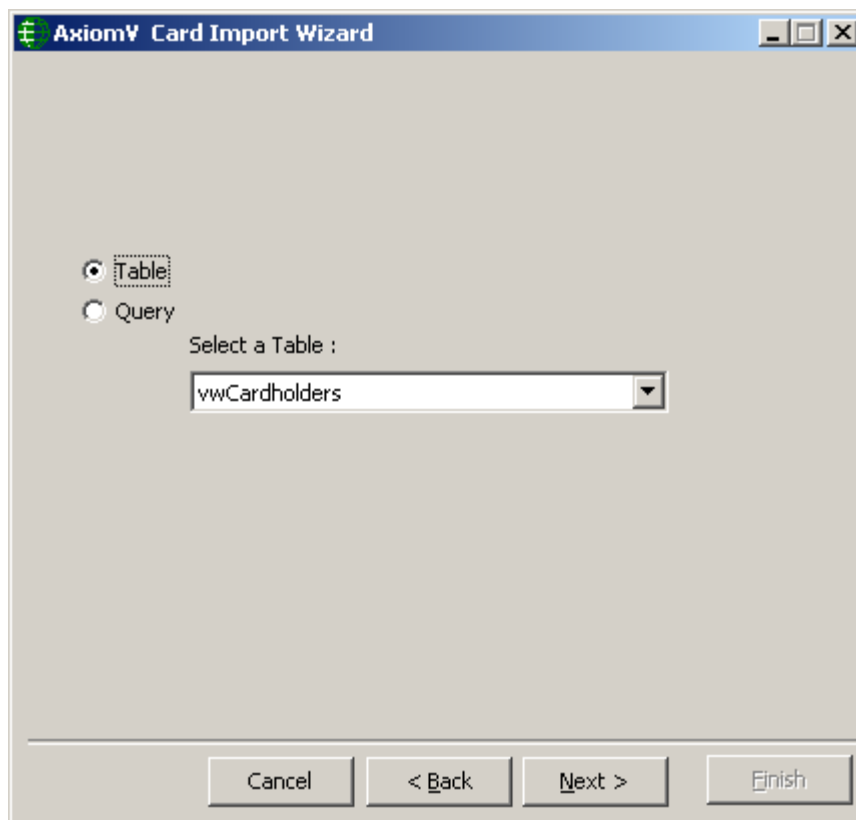 AxiomV Card Import Wizard
Table
Query
Select a Table :
vwCardholders
Cancel
< Back
Next >
Finish